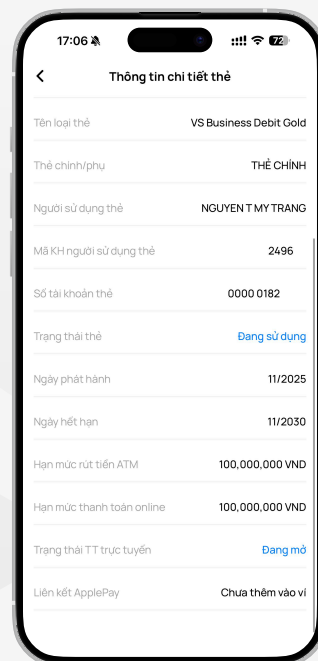 17:06 72
Thông tin chi tiết thẻ
Tên loại thẻ VS Business Debit Gold
Thẻ chính/phụ THẺ CHÍNH
Người sử dụng thẻ NGUYEN T MY TRANG
Mã KH người sử dụng thẻ 2496
Số tài khoản thẻ 0000 0182
Trạng thái thẻ Đang sử dụng
Ngày phát hành 11/2025
Ngày hết hạn 11/2030
Hạn mức rút tiền ATM 100,000,000 VND
Hạn mức thanh toán online 100,000,000 VND
Trạng thái TT trực tuyến Đang mở
Liên kết ApplePay Chưa thêm vào ví